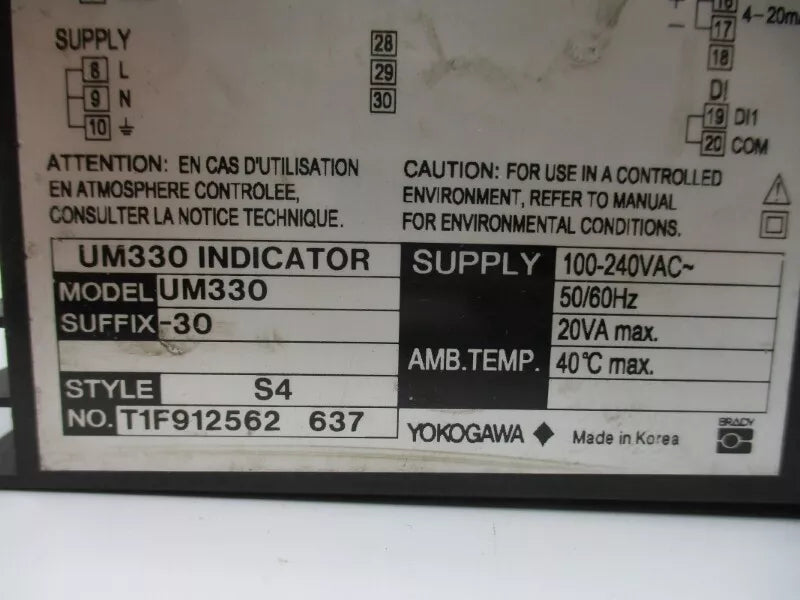 16
4-20m
17
18
SUPPLY
8 L
9 N
10
28
29
30
DI
19 DI1
20 COM
ATTENTION: EN CAS D'UTILISATION
EN ATMOSPHERE CONTROLEE,
CONSULTER LA NOTICE TECHNIQUE.
CAUTION: FOR USE IN A CONTROLLED
ENVIRONMENT, REFER TO MANUAL
FOR ENVIRONMENTAL CONDITIONS.
UM330 INDICATOR
MODEL UM330
SUFFIX -30
STYLE S4
NO. T1F912562 637
SUPPLY 100-240VAC~
50/60Hz
20VA max.
AMB.TEMP. 40°C max.
YOKOGAWA
Made in Korea
BRADY